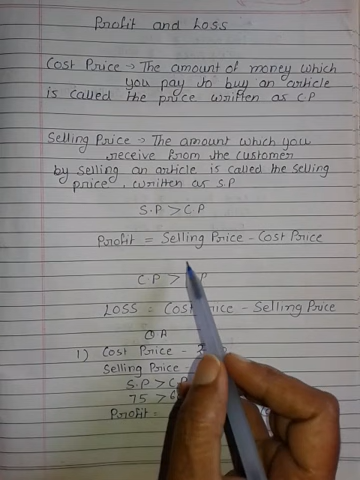 Profit and Loss
Cost Price → The amount of money which
you pay to buy an article
is called the price written as C.P
Selling Price → The amount which you
receive from the customer
by selling an article is called the selling
price, written as S.P
S.P > C.P
Profit = Selling Price - Cost Price
C.P > P
LOSS = Cost rice - Selling Price
Q A
1) Cost Price -
Selling Price -
S.P > C.P
75 > 6
Profit =